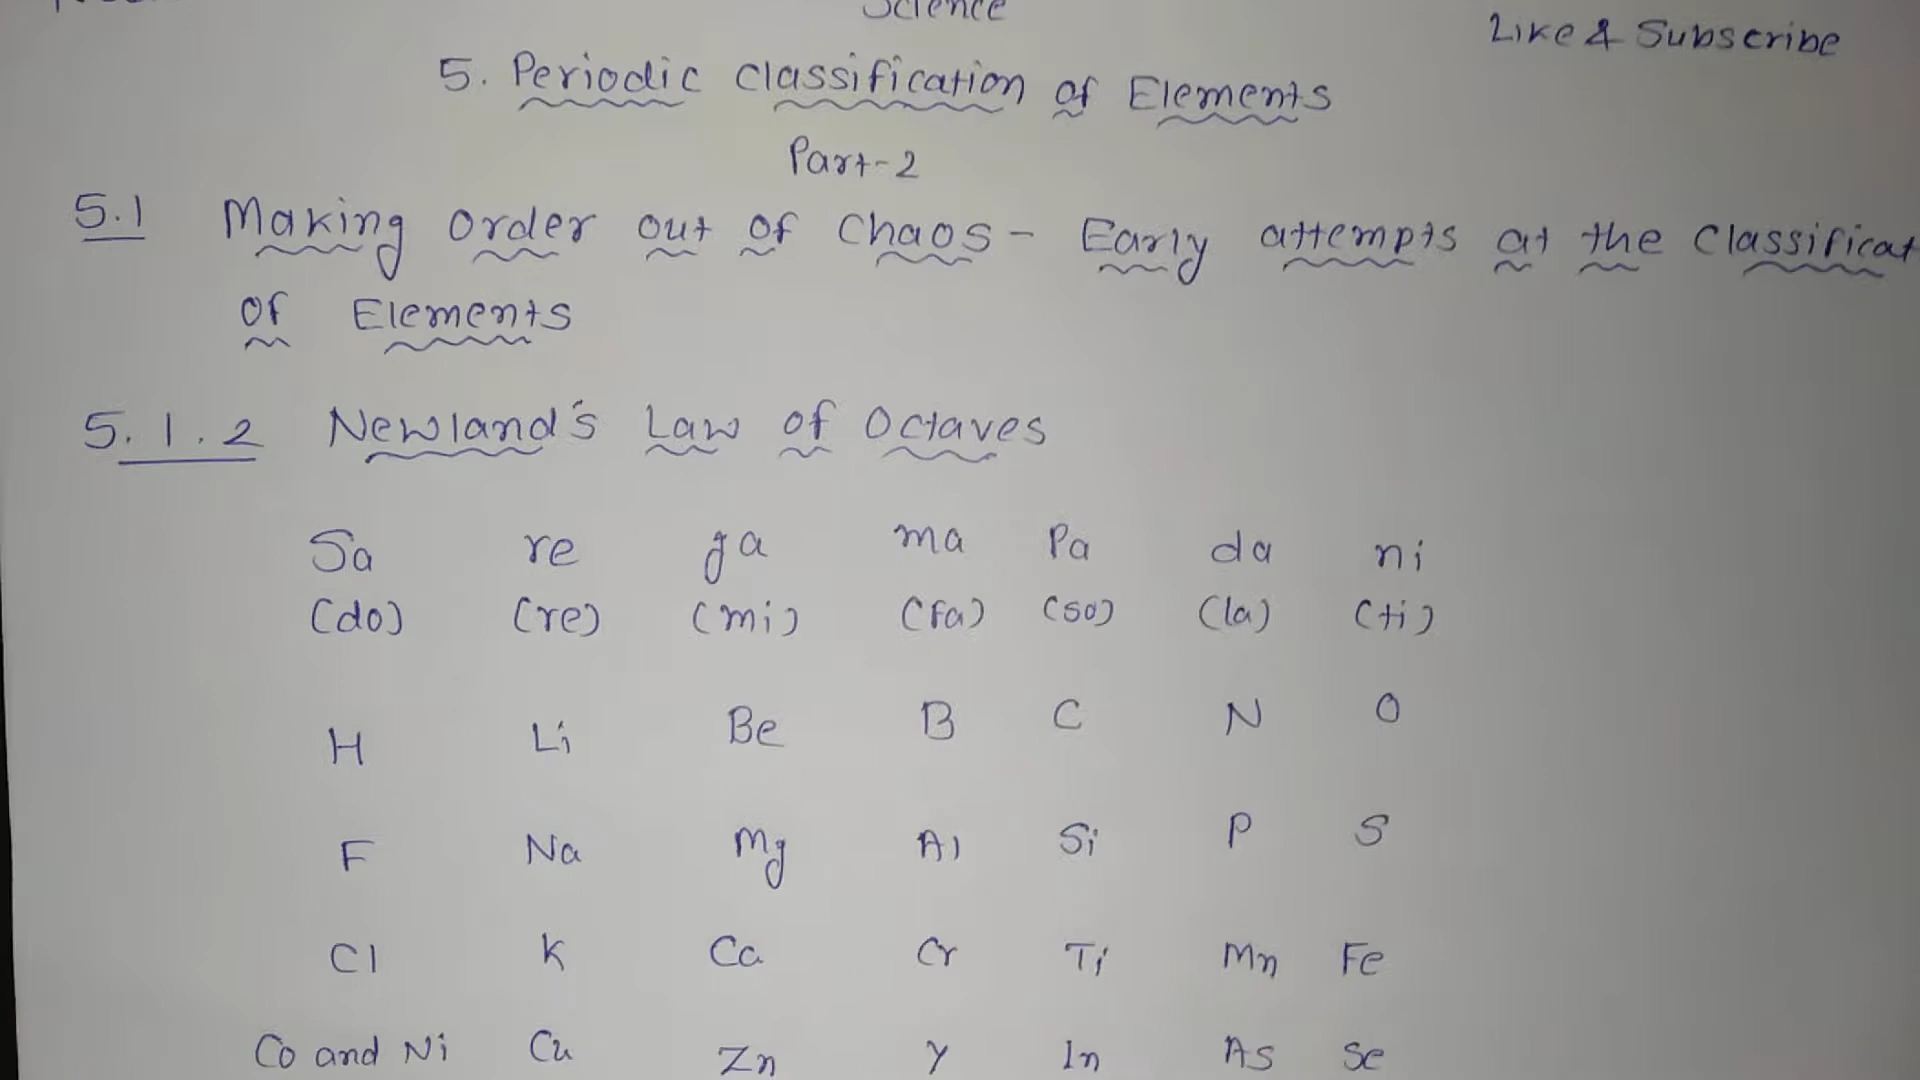 Science
Like & Subscribe
5. Periodic Classification of Elements
Part-2
5.1 Making order out of Chaos - Early attempts at the Classificat
of Elements
5.1.2 Newland's Law of Octaves
Sa re ga ma Pa da ni
(do) (re) (mi) (fa) (so) (la) (ti)
H Li Be B C N O
F Na Mg Al Si P S
Cl K Ca Cr Ti Mn Fe
Co and Ni Cu Zn Y In As Se